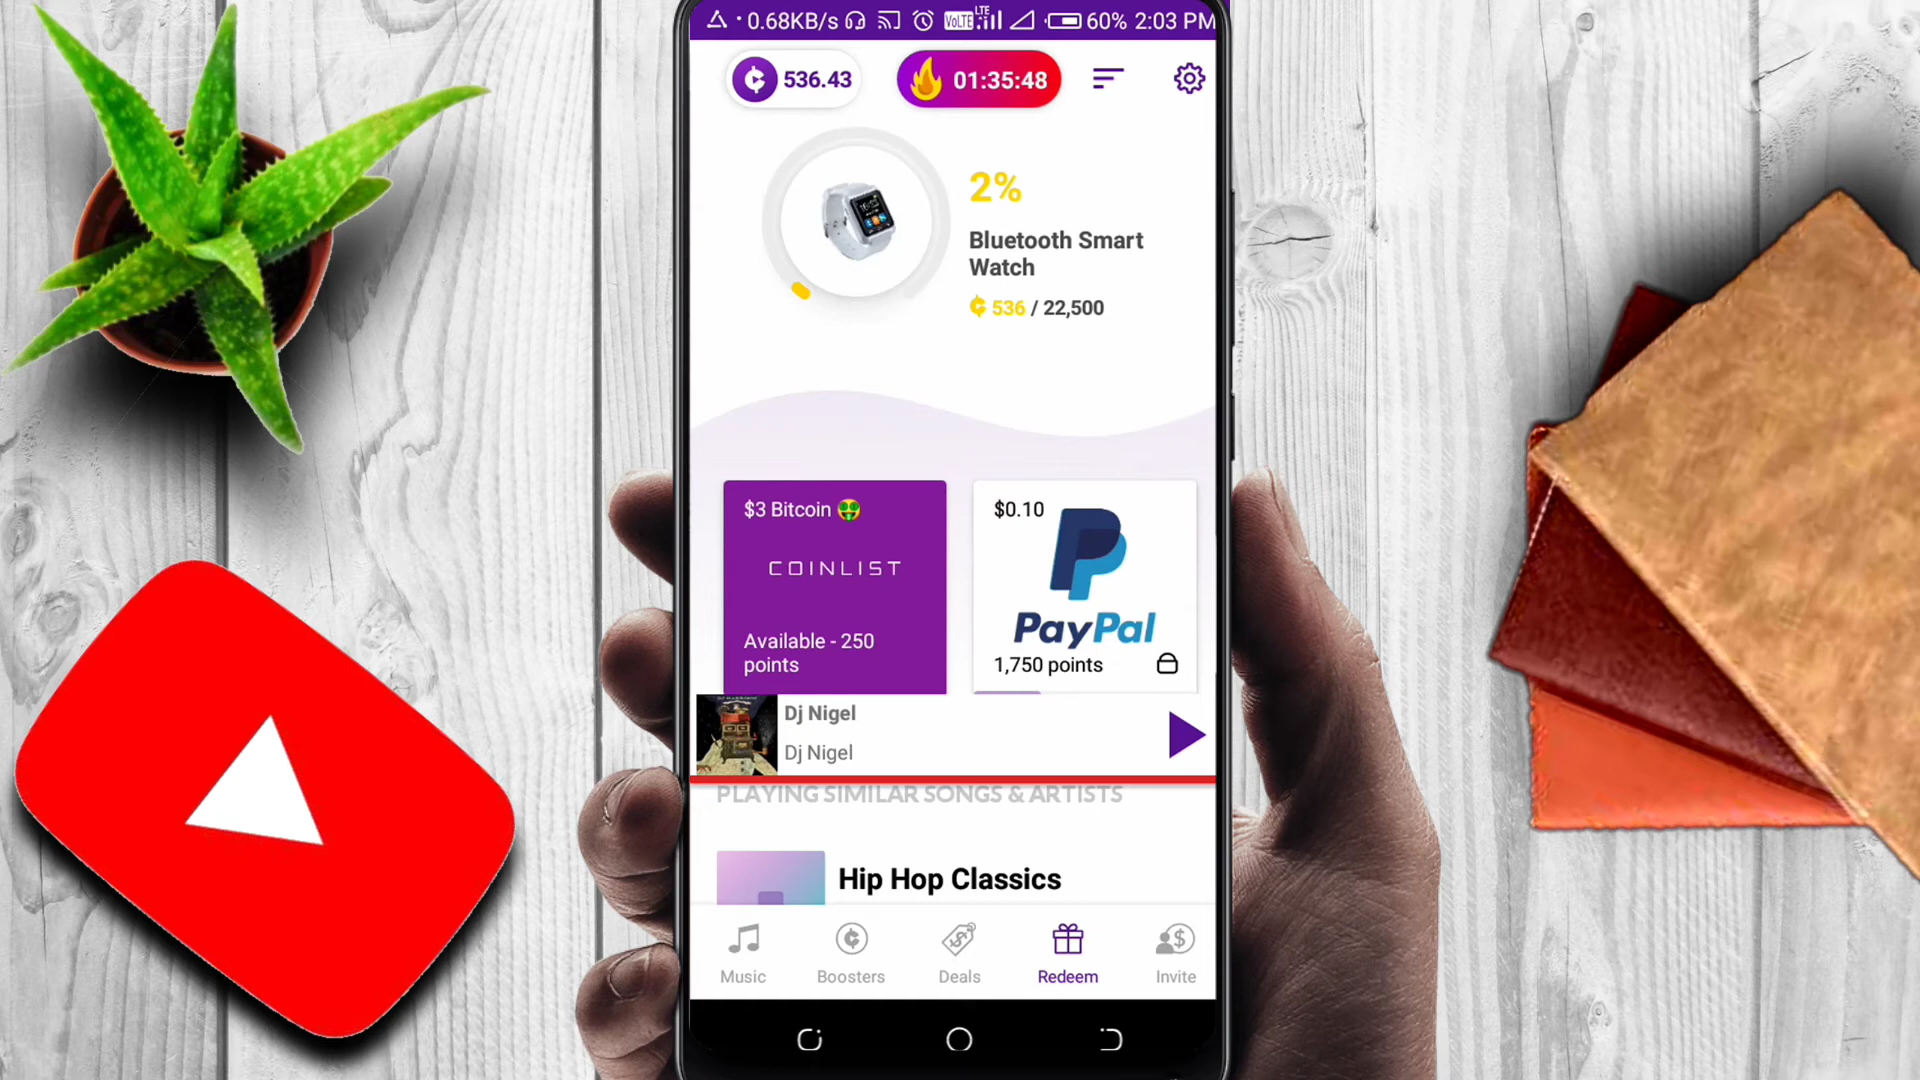 0.68KB/s VoLTE LTE 60% 2:03 PM
536.43
01:35:48
2%
Bluetooth Smart
Watch
536 / 22,500
$3 Bitcoin
COINLIST
Available - 250
points
$0.10
PayPal
1,750 points
Dj Nigel
Dj Nigel
PLAYING SIMILAR SONGS & ARTISTS
Hip Hop Classics
Music
Boosters
Deals
Redeem
Invite